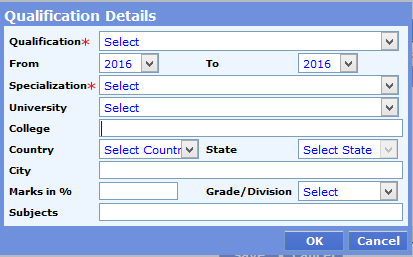 Qualification Details
Qualification* Select
From 2016 To 2016
Specialization* Select
University Select
College
Country Select Countr State Select State
City
Marks in % Grade/Division Select
Subjects
OK Cancel